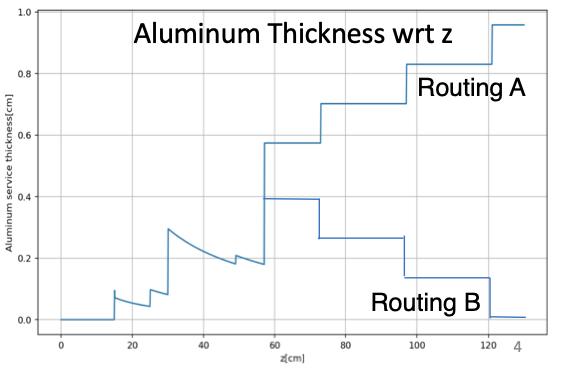 Aluminum Thickness wrt z
1.0
0.8
0.6
0.4
0.2
0.0
Aluminum service thickness[cm]
Routing A
Routing B
0 20 40 60 80 100 120
z[cm]
4